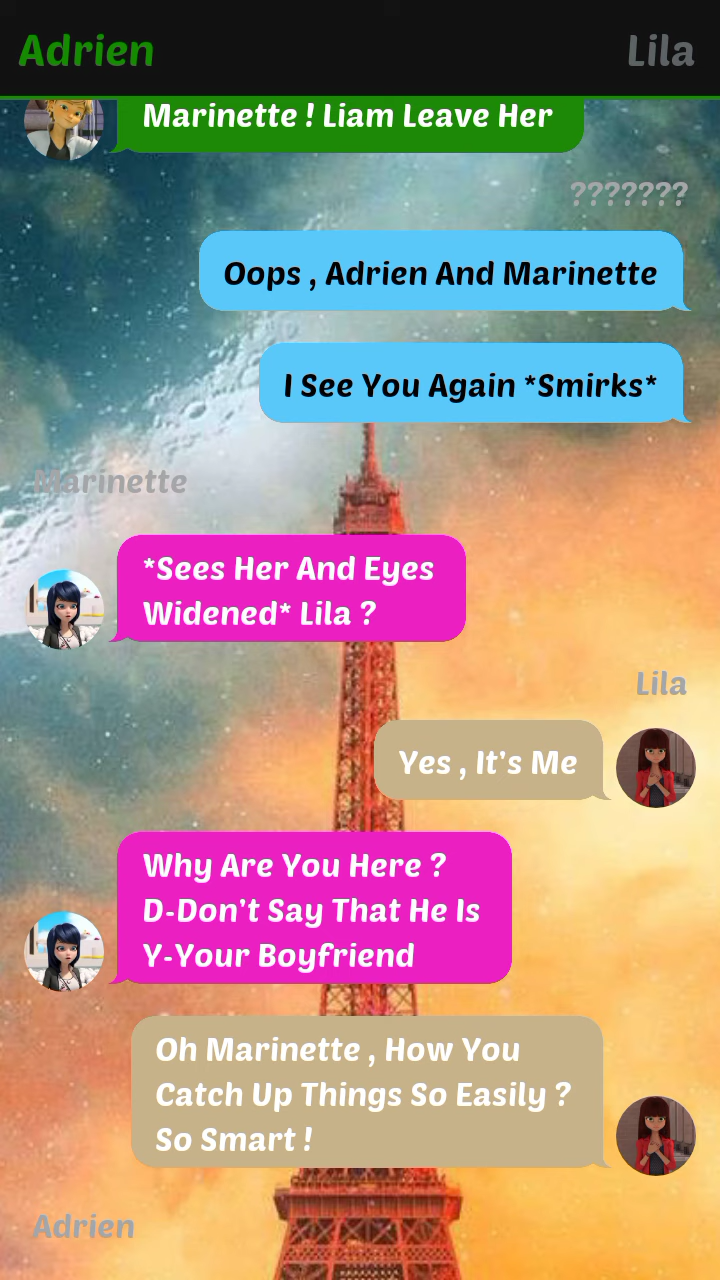 Adrien
Lila
Marinette ! Liam Leave Her
???????
Oops , Adrien And Marinette
I See You Again *Smirks*
Marinette
*Sees Her And Eyes
Widened* Lila ?
Lila
Yes , It's Me
Why Are You Here ?
D-Don't Say That He Is
Y-Your Boyfriend
Oh Marinette , How You
Catch Up Things So Easily ?
So Smart !
Adrien